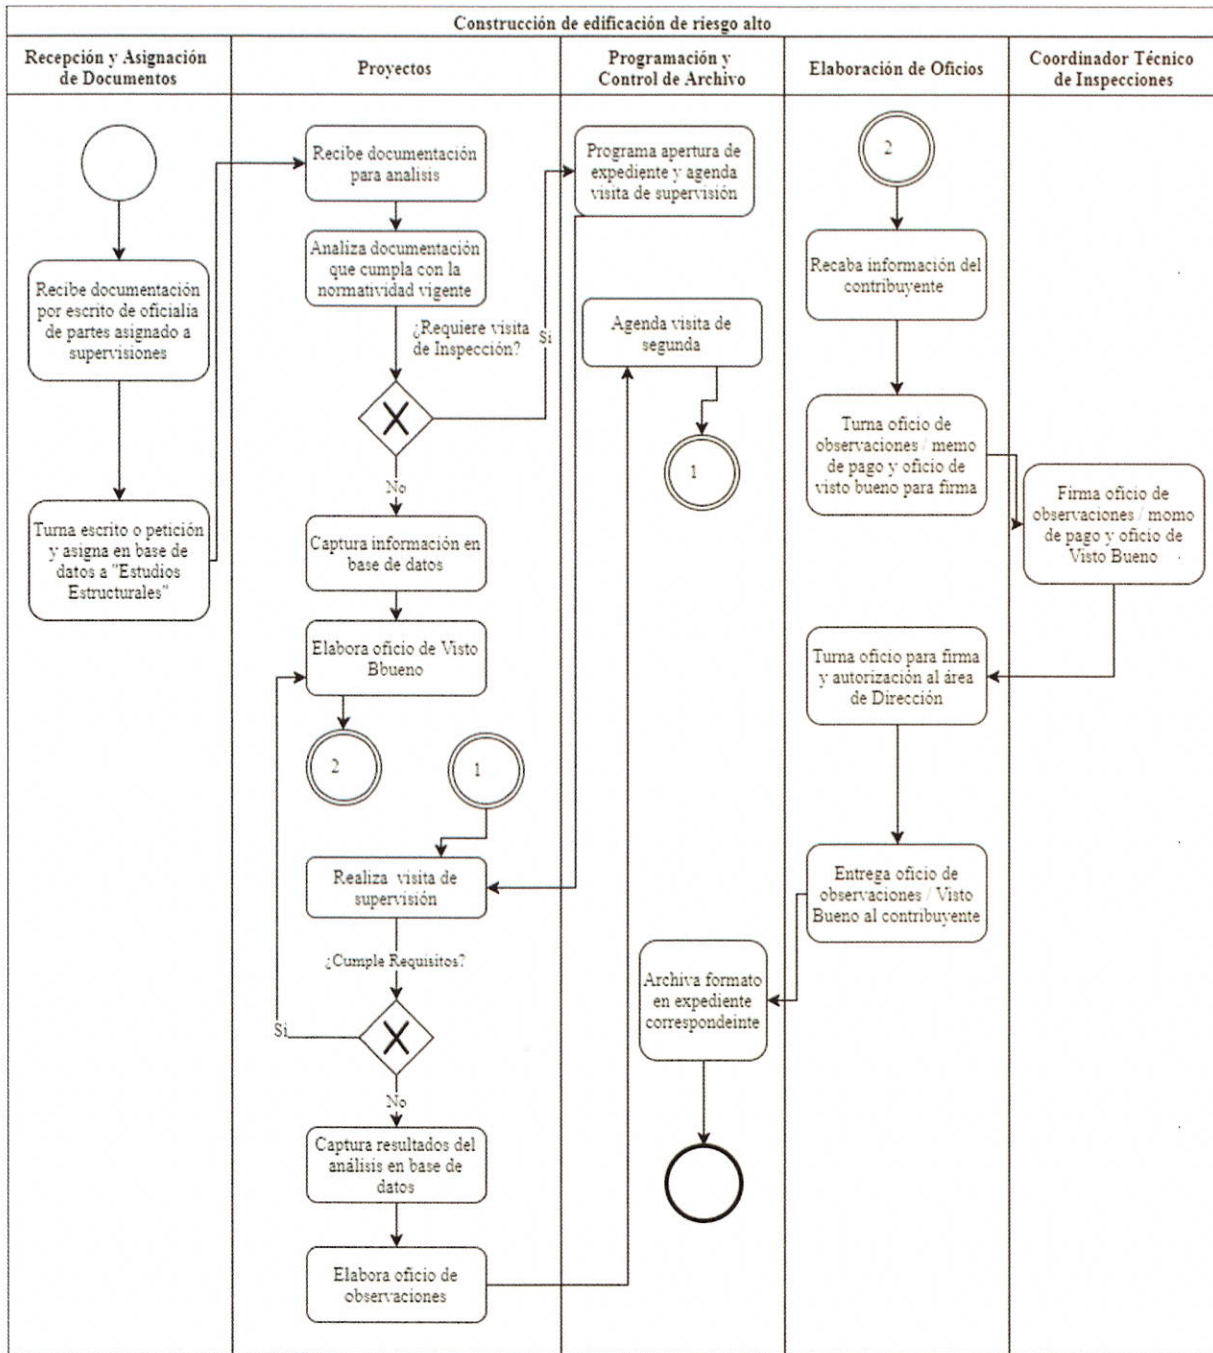 Construcción de edificación de riesgo alto
Recepción y Asignación
de Documentos
Proyectos
Programación y
Control de Archivo
Elaboración de Oficios
Coordinador Técnico
de Inspecciones
Recibe documentación
por escrito de oficialia
de partes asignado a
supervisiones
Turna escrito o petición
y asigna en base de
datos a "Estudios
Estructurales"
Recibe documentación
para analisis
Analiza documentación
que cumpla con la
normatividad vigente
¿Requiere visita
de Inspección?
Si
No
Captura información en
base de datos
Elabora oficio de Visto
Bbueno
2
1
Realiza visita de
supervisión
¿Cumple Requisitos?
Si
No
Captura resultados del
análisis en base de
datos
Elabora oficio de
observaciones
Programa apertura de
expediente y agenda
visita de supervisión
Agenda visita de
segunda
1
Archiva formato
en expediente
correspondeinte
2
Recaba información del
contribuyente
Turna oficio de
observaciones / memo
de pago y oficio de
visto bueno para firma
Turna oficio para firma
y autorización al área
de Dirección
Entrega oficio de
observaciones / Visto
Bueno al contribuyente
Firma oficio de
observaciones / momo
de pago y oficio de
Visto Bueno